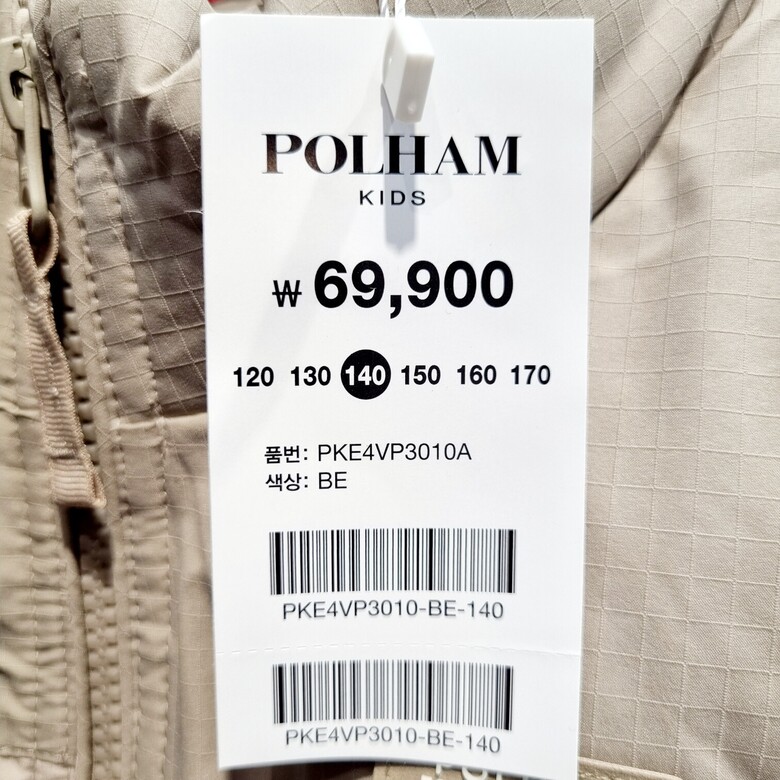 POLHAM
KIDS
₩ 69,900
120 130 140 150 160 170
품번: PKE4VP3010A
색상: BE
PKE4VP3010-BE-140
PKE4VP3010-BE-140